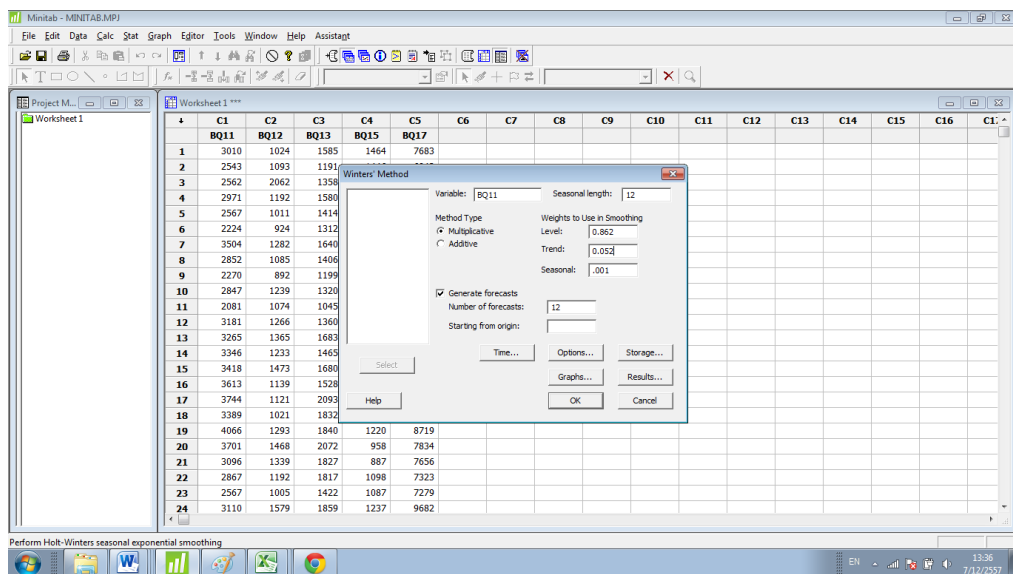 Minitab - MINITAB.MPJ
File Edit Data Calc Stat Graph Editor Tools Window Help Assistant
Project M...
Worksheet 1 ***
Worksheet 1
C1 C2 C3 C4 C5 C6 C7 C8 C9 C10 C11 C12 C13 C14 C15 C16
BQ11 BQ12 BQ13 BQ15 BQ17
1 3010 1024 1585 1464 7683
2 2543 1093 1191
3 2562 2062 1358
4 2971 1192 1580
5 2567 1011 1414
6 2224 924 1312
7 3504 1282 1640
8 2852 1085 1406
9 2270 892 1199
10 2847 1239 1320
11 2081 1074 1045
12 3181 1266 1360
13 3265 1365 1683
14 3346 1233 1465
15 3418 1473 1680
16 3613 1139 1528
17 3744 1121 2093
18 3389 1021 1832
19 4066 1293 1840 1220 8719
20 3701 1468 2072 958 7834
21 3096 1339 1827 887 7656
22 2867 1192 1817 1098 7323
23 2567 1005 1422 1087 7279
24 3110 1579 1859 1237 9682
Winters' Method
Variable: BQ11 Seasonal length: 12
Method Type Weights to Use in Smoothing
Multiplicative Level: 0.862
Additive Trend: 0.052
Seasonal: .001
Generate forecasts
Number of forecasts: 12
Starting from origin:
Time... Options... Storage...
Select
Graphs... Results...
Help OK Cancel
Perform Holt-Winters seasonal exponential smoothing
EN 13:36
7/12/2557